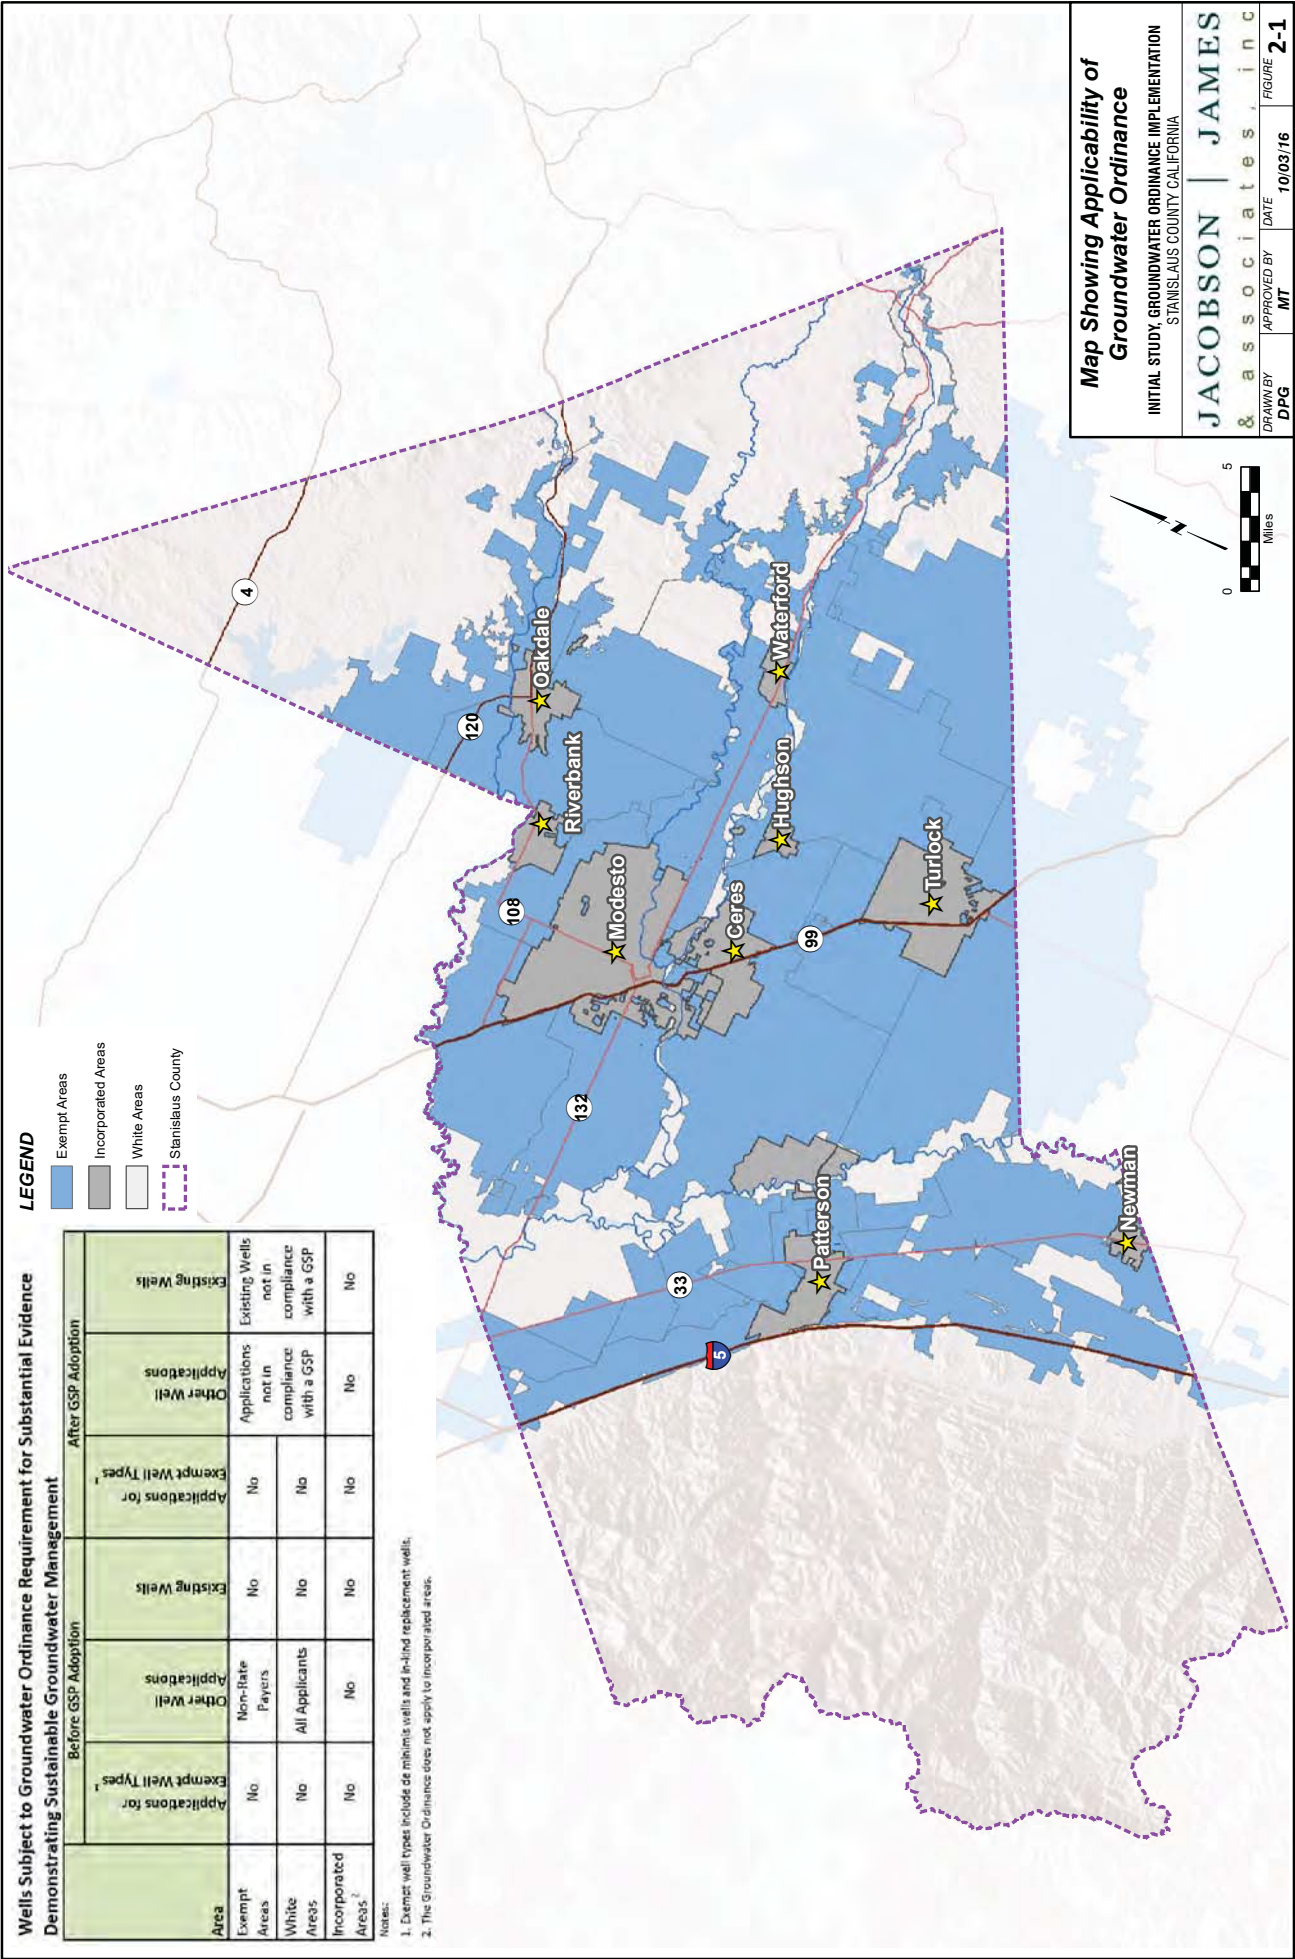 Wells Subject to Groundwater Ordinance Requirement for Substantial Evidence
Demonstrating Sustainable Groundwater Management
Area
Before GSP Adoption
After GSP Adoption
Applications for
Exempt Well Types 1
Other Well
Applications
Existing Wells
Applications for
Exempt Well Types 1
Other Well
Applications
Existing Wells
Exempt
Areas
No
Non-Rate
Payers
No
No
Applications
not in
compliance
with a GSP
Existing Wells
not in
compliance
with a GSP
White
Areas
No
All Applicants
No
No
Incorporated
Areas 2
No
No
No
No
No
No
Notes:
1. Exempt well types include de minimis wells and in-kind replacement wells.
2. The Groundwater Ordinance does not apply to incorporated areas.
LEGEND
Exempt Areas
Incorporated Areas
White Areas
Stanislaus County
4
120
Oakdale
Riverbank
108
Modesto
132
Waterford
Hughson
Ceres
99
Turlock
33
Patterson
5
Newman
N
0 5
Miles
Map Showing Applicability of
Groundwater Ordinance
INITIAL STUDY, GROUNDWATER ORDINANCE IMPLEMENTATION
STANISLAUS COUNTY CALIFORNIA
JACOBSON | JAMES
& associates, inc
DRAWN BY
DPG
APPROVED BY
MT
DATE
10/03/16
FIGURE
2-1